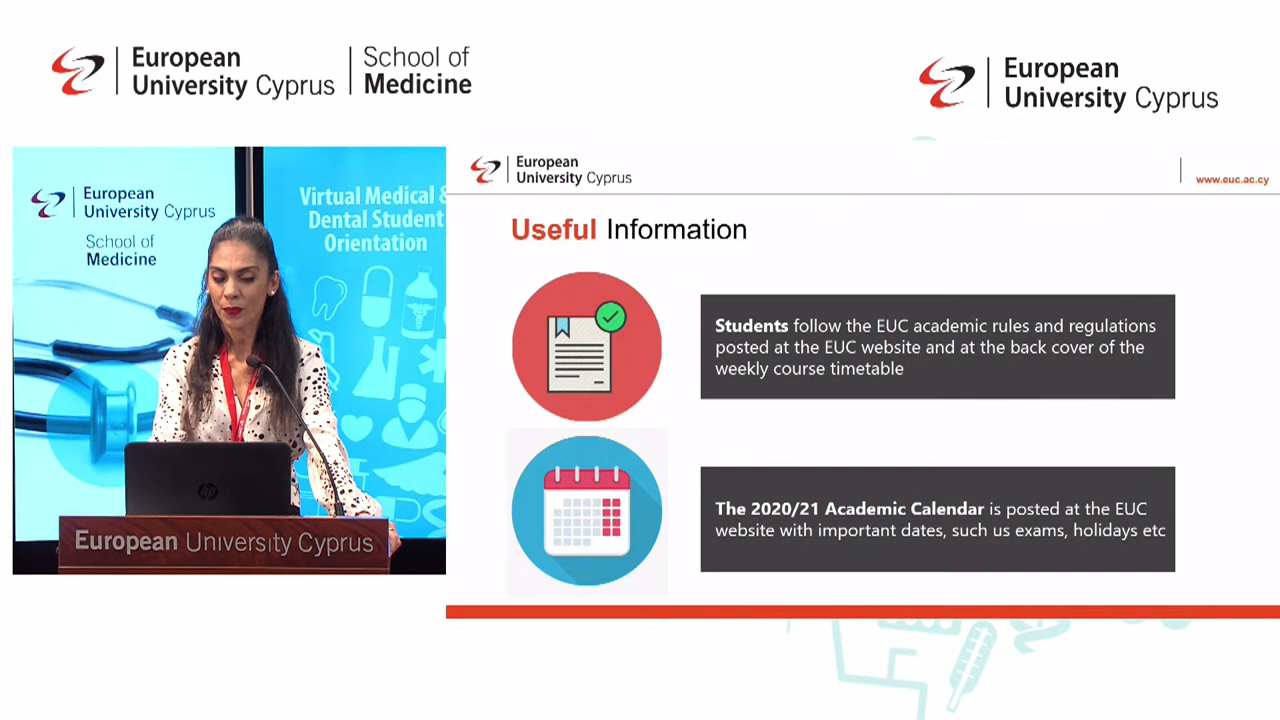 European
University Cyprus
School of
Medicine
European
University Cyprus
European
University Cyprus
School of
Medicine
Virtual Medical &
Dental Student
Orientation
hp
European University Cyprus
European
University Cyprus
www.euc.ac.cy
Useful Information
Students follow the EUC academic rules and regulations
posted at the EUC website and at the back cover of the
weekly course timetable
The 2020/21 Academic Calendar is posted at the EUC
website with important dates, such us exams, holidays etc